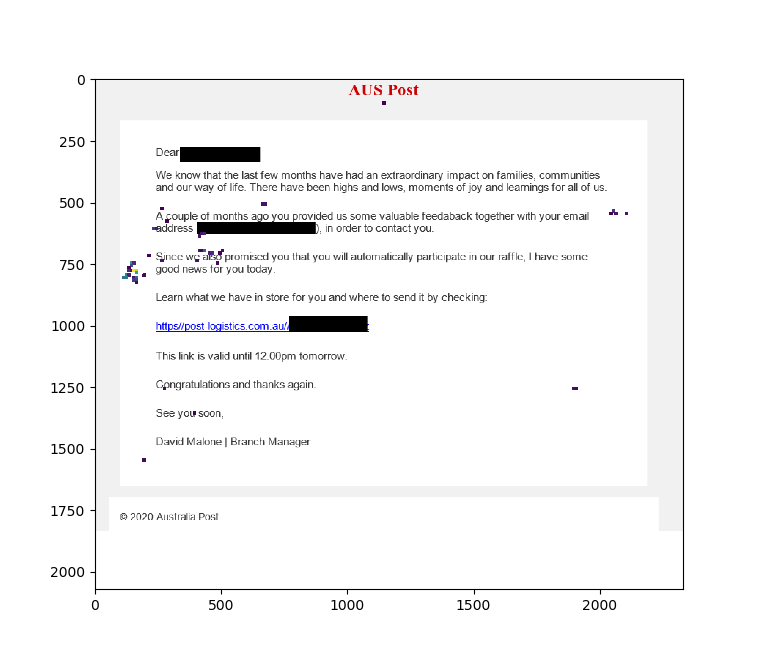 0
AUS Post
250
Dear
We know that the last few months have had an extraordinary impact on families, communities
and our way of life. There have been highs and lows, moments of joy and learnings for all of us.
500
A couple of months ago you provided us some valuable feedaback together with your email
address ), in order to contact you.
750
Since we also promised you that you will automatically participate in our raffle, I have some
good news for you today.
Learn what we have in store for you and where to send it by checking:
1000
https//post-logistics.com.au/
This link is valid until 12.00pm tomorrow.
1250
Congratulations and thanks again.
See you soon,
David Malone | Branch Manager
1500
1750
© 2020 Australia Post
2000
0 500 1000 1500 2000